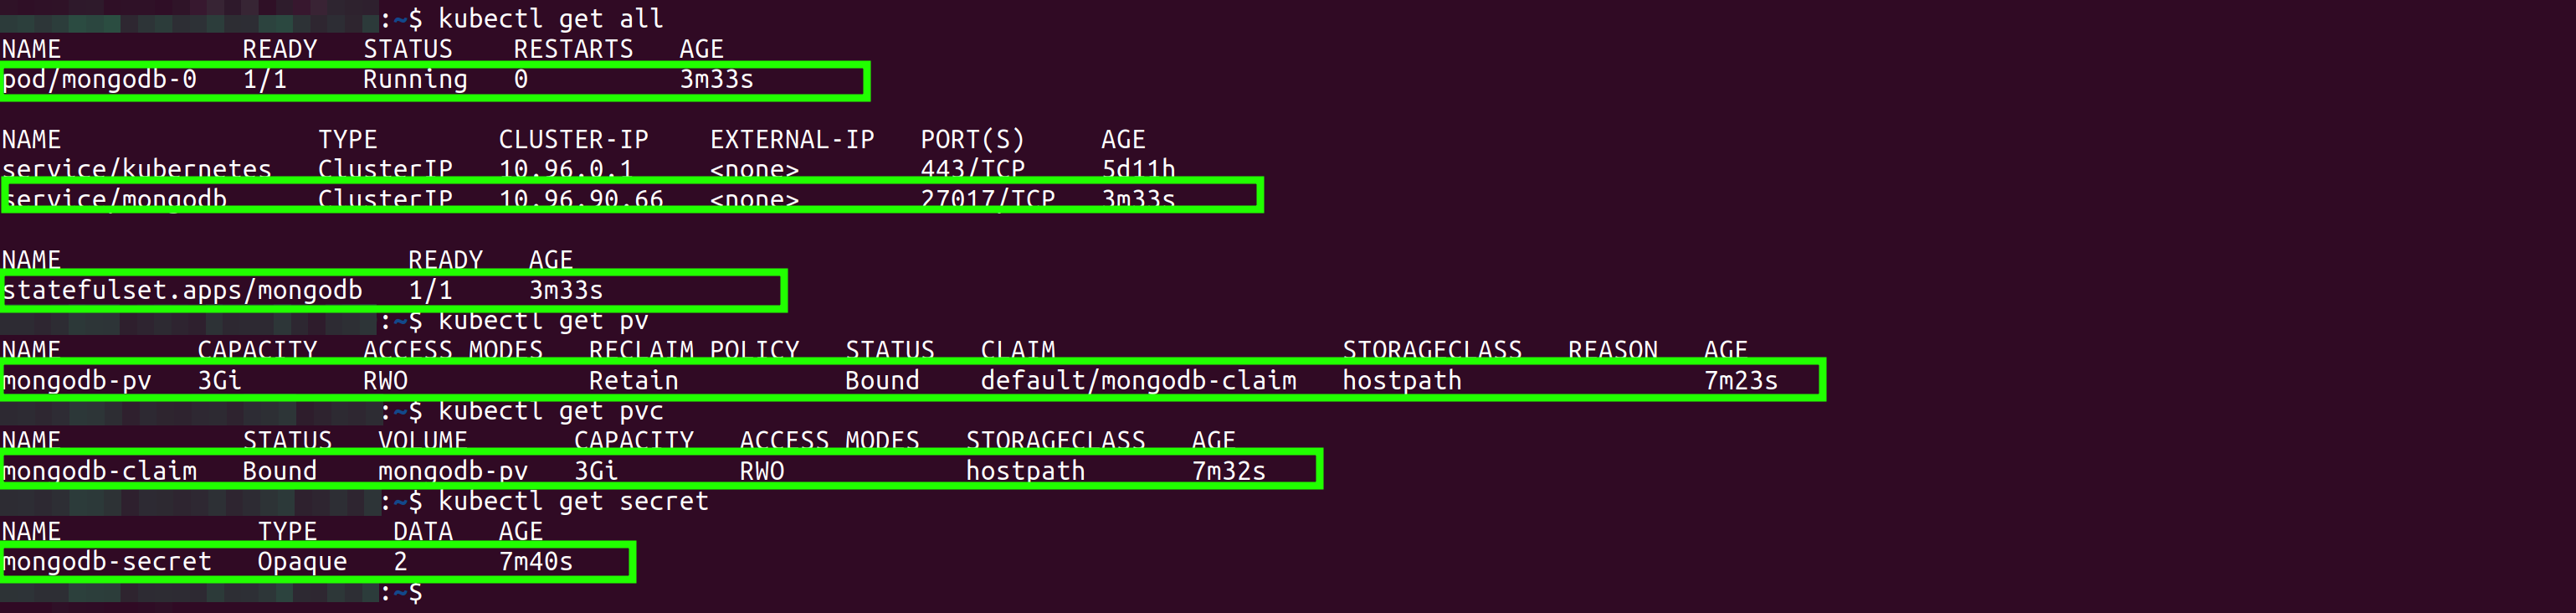 :~$ kubectl get all
NAME READY STATUS RESTARTS AGE
pod/mongodb-0 1/1 Running 0 3m33s
NAME TYPE CLUSTER-IP EXTERNAL-IP PORT(S) AGE
service/kubernetes ClusterIP 10.96.0.1 <none> 443/TCP 5d11h
service/mongodb ClusterIP 10.96.90.66 <none> 27017/TCP 3m33s
NAME READY AGE
statefulset.apps/mongodb 1/1 3m33s
:~$ kubectl get pv
NAME CAPACITY ACCESS MODES RECLAIM POLICY STATUS CLAIM STORAGECLASS REASON AGE
mongodb-pv 3Gi RWO Retain Bound default/mongodb-claim hostpath 7m23s
:~$ kubectl get pvc
NAME STATUS VOLUME CAPACITY ACCESS MODES STORAGECLASS AGE
mongodb-claim Bound mongodb-pv 3Gi RWO hostpath 7m32s
:~$ kubectl get secret
NAME TYPE DATA AGE
mongodb-secret Opaque 2 7m40s
:~$